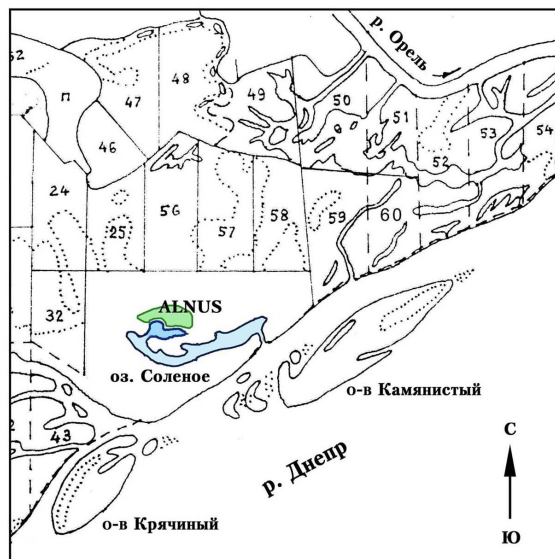 р. Орель
52
П
47
48
49
50
51
52
53
54
46
24
25
56
57
58
59
60
32
ALNUS
оз. Соленое
о-в Камянистый
43
р. Днепр
о-в Крячиный
С
Ю